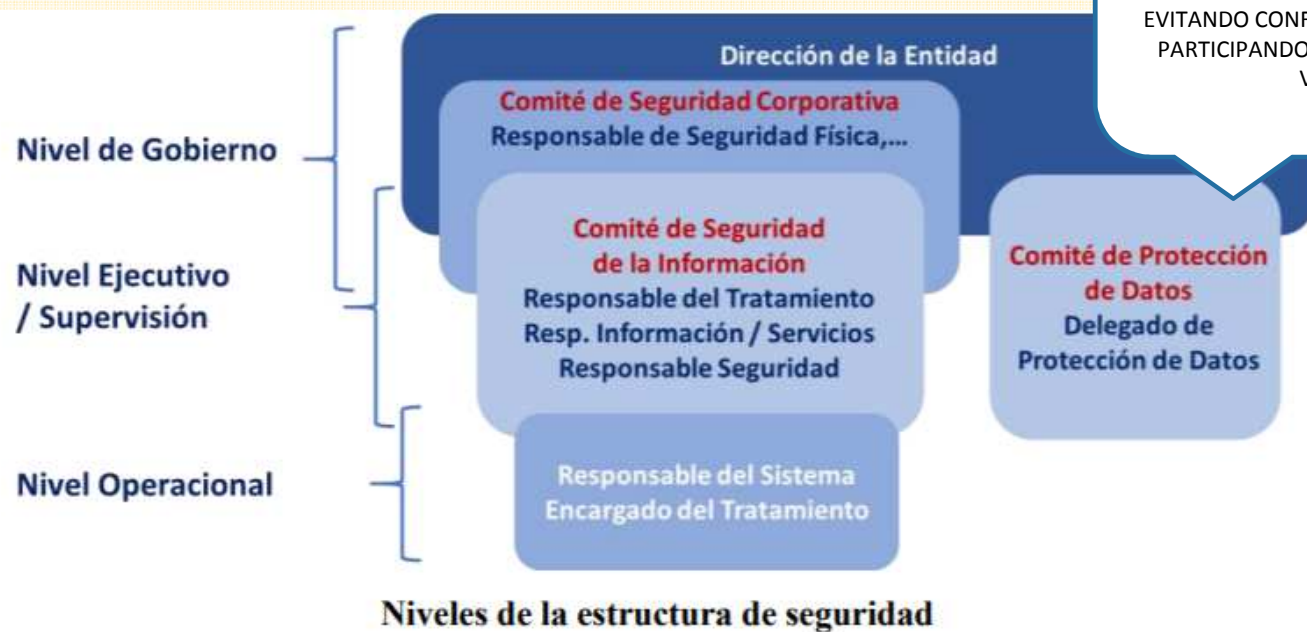 EVITANDO
PARTICIPANDO
Dirección de la Entidad
Comité de Seguridad Corporativa
Responsable de Seguridad Física,...
Nivel de Gobierno
Comité de Seguridad
de la Información
Responsable del Tratamiento
Resp. Información / Servicios
Responsable Seguridad
Comité de Protección
de Datos
Delegado de
Protección de Datos
Nivel Ejecutivo
/ Supervisión
Nivel Operacional
Responsable del Sistema
Encargado del Tratamiento
Niveles de la estructura de seguridad